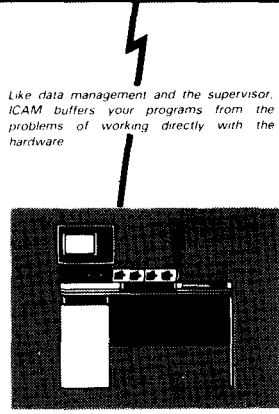 Like data management and the supervisor,
ICAM buffers your programs from the
problems of working directly with the
hardware